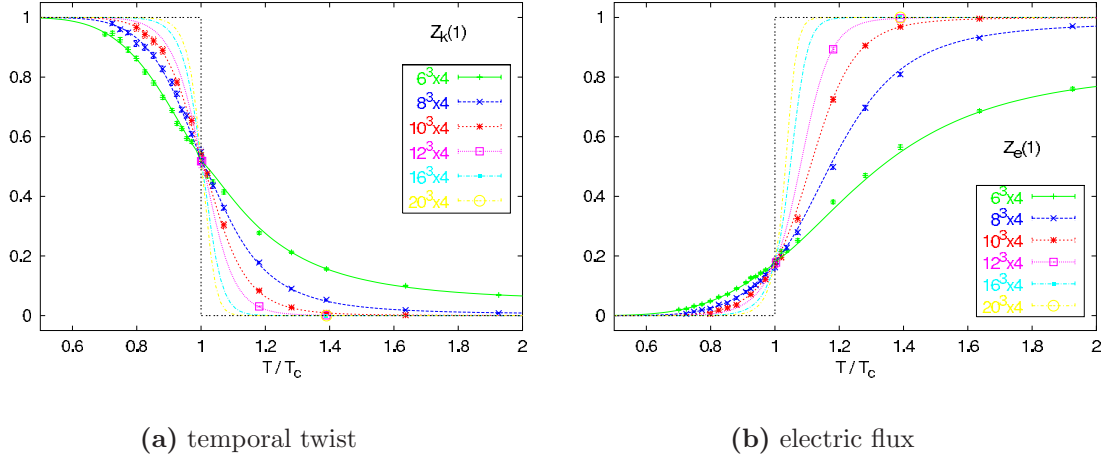 Z_k(1)
6^3x4
8^3x4
10^3x4
12^3x4
16^3x4
20^3x4
1
0.8
0.6
0.4
0.2
0
0.6 0.8 1 1.2 1.4 1.6 1.8 2
T / T_c
(a) temporal twist
Z_e(1)
6^3x4
8^3x4
10^3x4
12^3x4
16^3x4
20^3x4
1
0.8
0.6
0.4
0.2
0
0.6 0.8 1 1.2 1.4 1.6 1.8 2
T / T_c
(b) electric flux